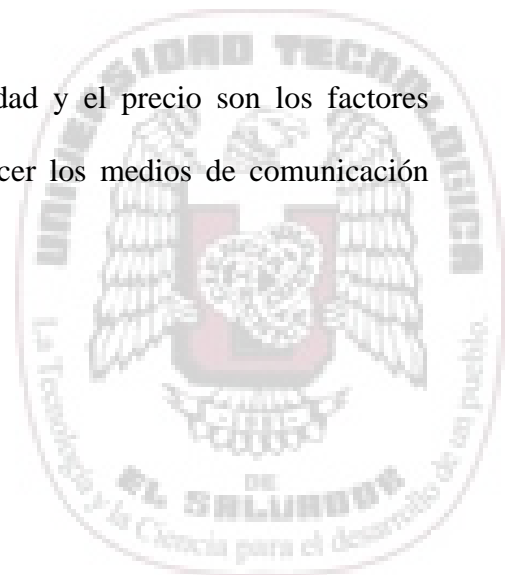 UNIVERSIDAD TECNOLOGICA
dad y el precio son los factores
cer los medios de comunicación
La Tecnología y la Ciencia para el desarrollo de un pueblo.
DE
EL SALVADOR